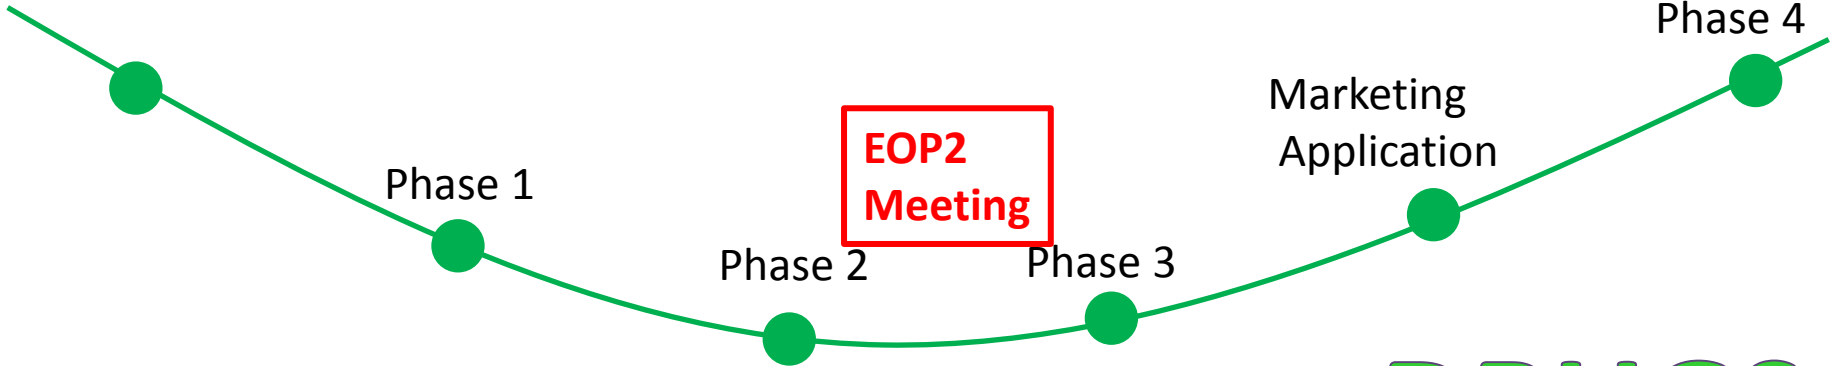 Phase 1
Phase 2
EOP2
Meeting
Phase 3
Marketing
Application
Phase 4